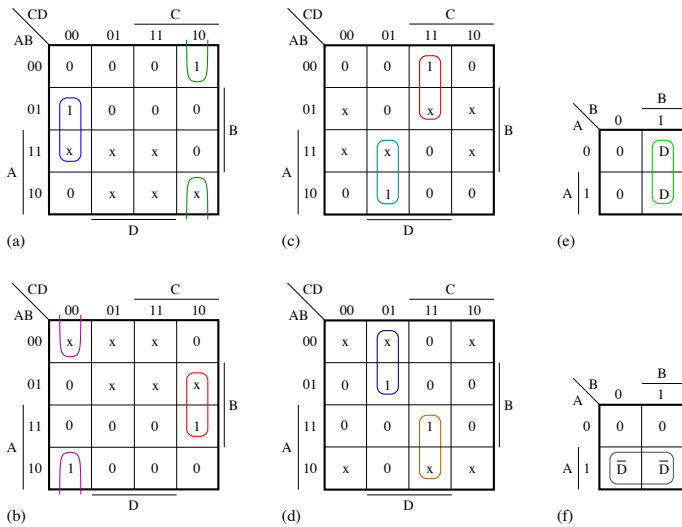 CD C
AB 00 01 11 10
00 0 0 0 1
01 1 0 0 0
11 x x x 0
10 0 x x x
A B D
(a)
C
00 01 11 10
00 0 0 1 0
01 x 0 x x
11 x x 0 x
10 0 1 0 0
A B D
(c)
B B
A 0 1
0 0 D
A 1 0 D
(e)
CD C
AB 00 01 11 10
00 x x x 0
01 0 x x x
11 0 0 0 1
10 1 0 0 0
A B D
(b)
CD C
AB 00 01 11 10
00 x x 0 x
01 0 1 0 0
11 0 0 1 0
10 x 0 x x
A B D
(d)
B B
A 0 1
0 0 0
A 1 D̅ D̅
(f)